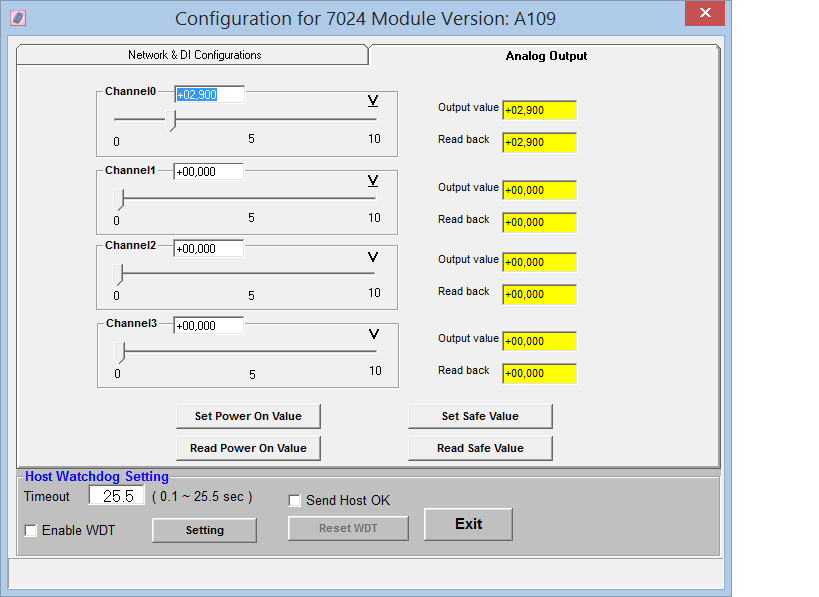 Configuration for 7024 Module Version: A109
Network & DI Configurations
Analog Output
Channel0 +02,900
V
0 5 10
Output value +02,900
Read back +02,900
Channel1 +00,000
V
0 5 10
Output value +00,000
Read back +00,000
Channel2 +00,000
V
0 5 10
Output value +00,000
Read back +00,000
Channel3 +00,000
V
0 5 10
Output value +00,000
Read back +00,000
Set Power On Value
Set Safe Value
Read Power On Value
Read Safe Value
Host Watchdog Setting
Timeout 25.5 ( 0.1 ~ 25.5 sec )
Send Host OK
Enable WDT
Setting
Reset WDT
Exit